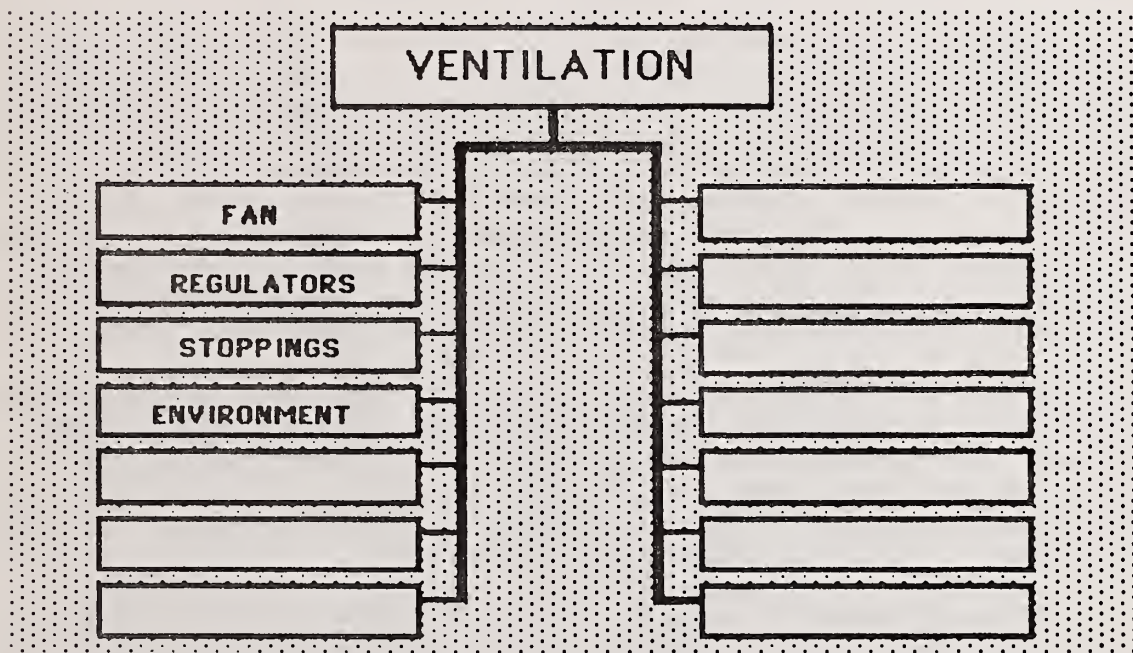 VENTILATION
FAN
REGULATORS
STOPPINGS
ENVIRONMENT